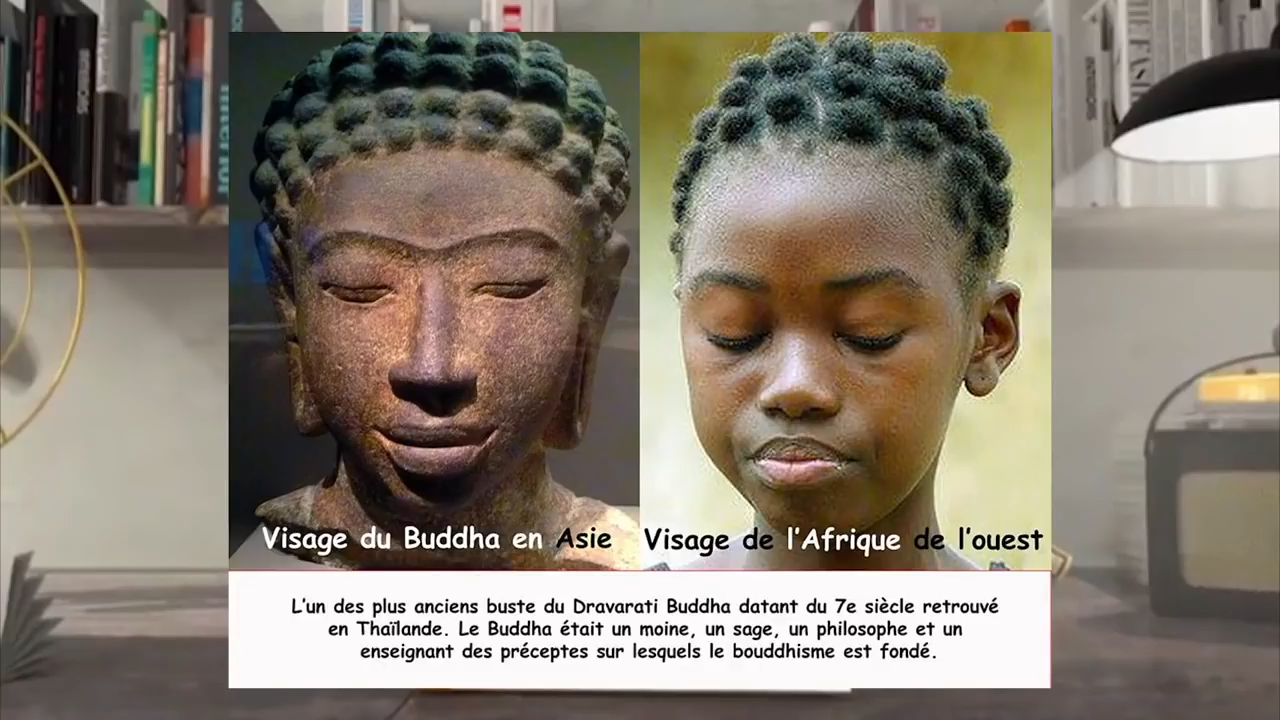 Visage du Buddha en Asie
Visage de l'Afrique de l'ouest
L'un des plus anciens buste du Dravarati Buddha datant du 7e siècle retrouvé
en Thaïlande. Le Buddha était un moine, un sage, un philosophe et un
enseignant des préceptes sur lesquels le bouddhisme est fondé.